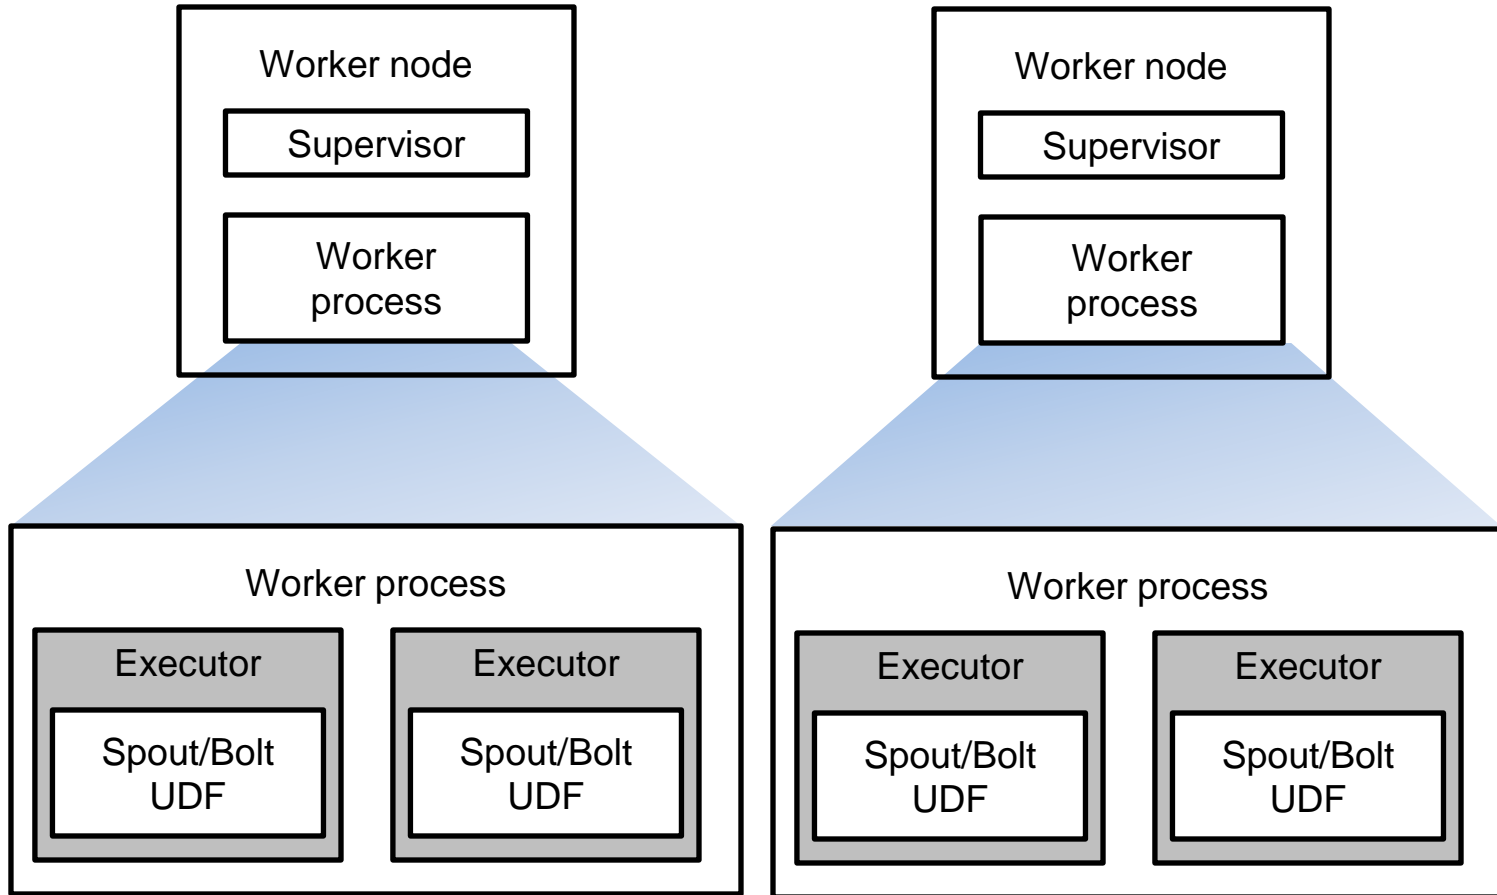 Worker node
Supervisor
Worker
process
Worker process
Executor
Spout/Bolt
UDF
Executor
Spout/Bolt
UDF
Worker node
Supervisor
Worker
process
Worker process
Executor
Spout/Bolt
UDF
Executor
Spout/Bolt
UDF